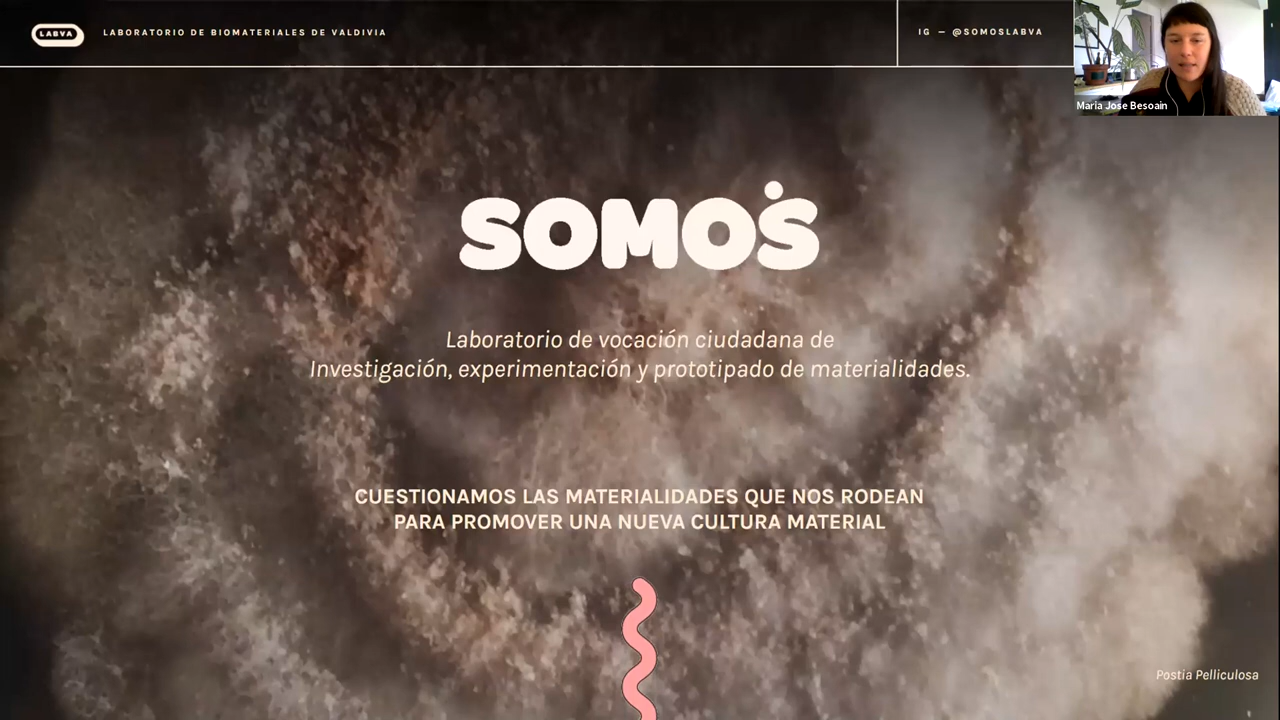 LABVA
LABORATORIO DE BIOMATERIALES DE VALDIVIA
IG — @SOMOSLABVA
Maria Jose Besoain
SOMOS
Laboratorio de vocación ciudadana de
Investigación, experimentación y prototipado de materialidades.
CUESTIONAMOS LAS MATERIALIDADES QUE NOS RODEAN
PARA PROMOVER UNA NUEVA CULTURA MATERIAL
Postia Pelliculosa